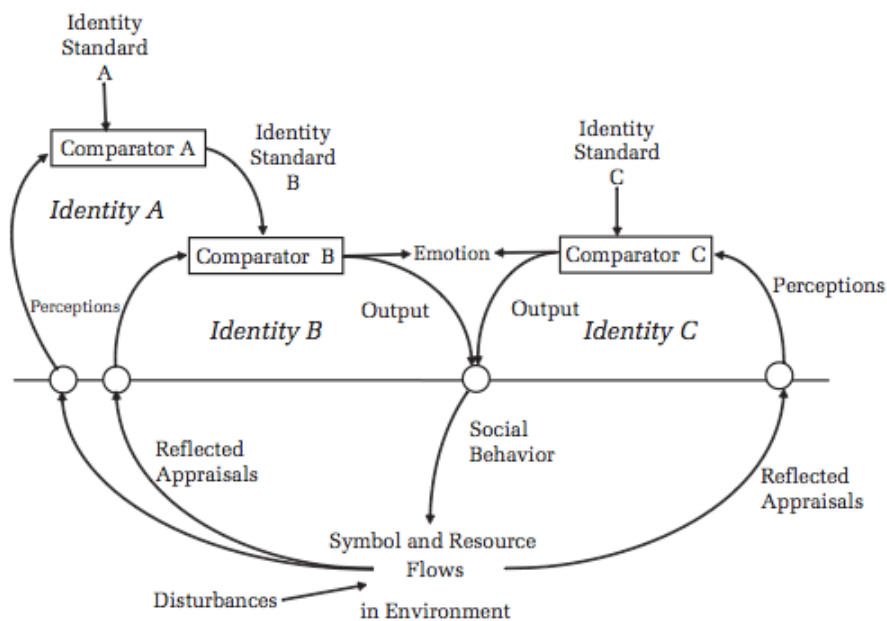 Identity
Standard
A
Comparator A
Identity
Standard
B
Identity
Standard
C
Identity A
Comparator B
Emotion
Comparator C
Perceptions
Perceptions
Output
Output
Identity B
Identity C
Reflected
Appraisals
Social
Behavior
Reflected
Appraisals
Symbol and Resource
Flows
Disturbances
in Environment